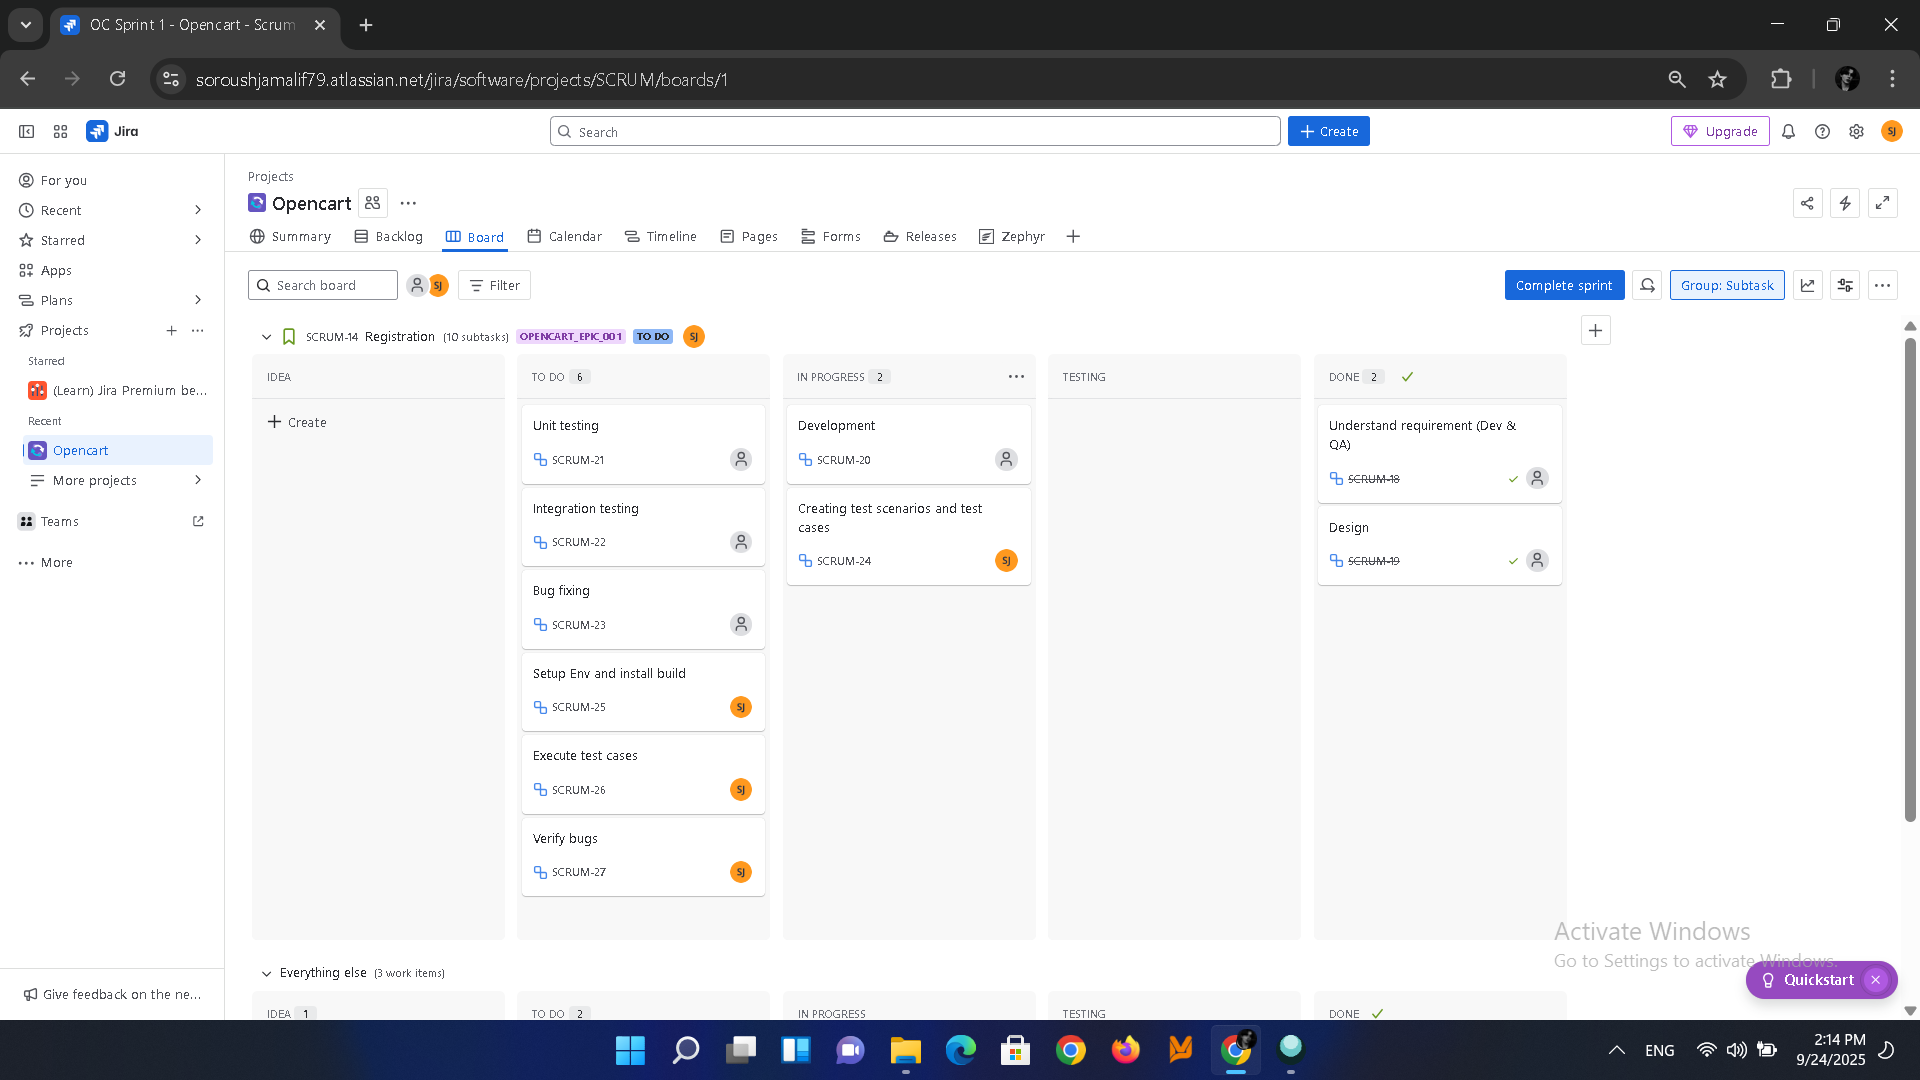 OC Sprint 1 - Opencart - Scrum
soroushjamalif79.atlassian.net/jira/software/projects/SCRUM/boards/1
Jira
Search
Create
Upgrade
SJ
For you
Recent
Starred
Apps
Plans
Projects
Starred
(Learn) Jira Premium be...
Recent
Opencart
More projects
Teams
More
Give feedback on the ne...
Projects
Opencart
Summary
Backlog
Board
Calendar
Timeline
Pages
Forms
Releases
Zephyr
Search board
SJ
Filter
Complete sprint
Group: Subtask
SCRUM-14 Registration (10 subtasks) OPENCART_EPIC_001 TO DO SJ
IDEA
Create
TO DO 6
Unit testing
SCRUM-21
Integration testing
SCRUM-22
Bug fixing
SCRUM-23
Setup Env and install build
SCRUM-25
SJ
Execute test cases
SCRUM-26
SJ
Verify bugs
SCRUM-27
SJ
IN PROGRESS 2
Development
SCRUM-20
Creating test scenarios and test
cases
SCRUM-24
SJ
TESTING
DONE 2
Understand requirement (Dev &
QA)
SCRUM-18
Design
SCRUM-19
Everything else (3 work items)
IDEA 1
TO DO 2
IN PROGRESS
TESTING
DONE
Activate Windows
Go to Settings to activate Windows.
Quickstart
ENG
2:14 PM
9/24/2025